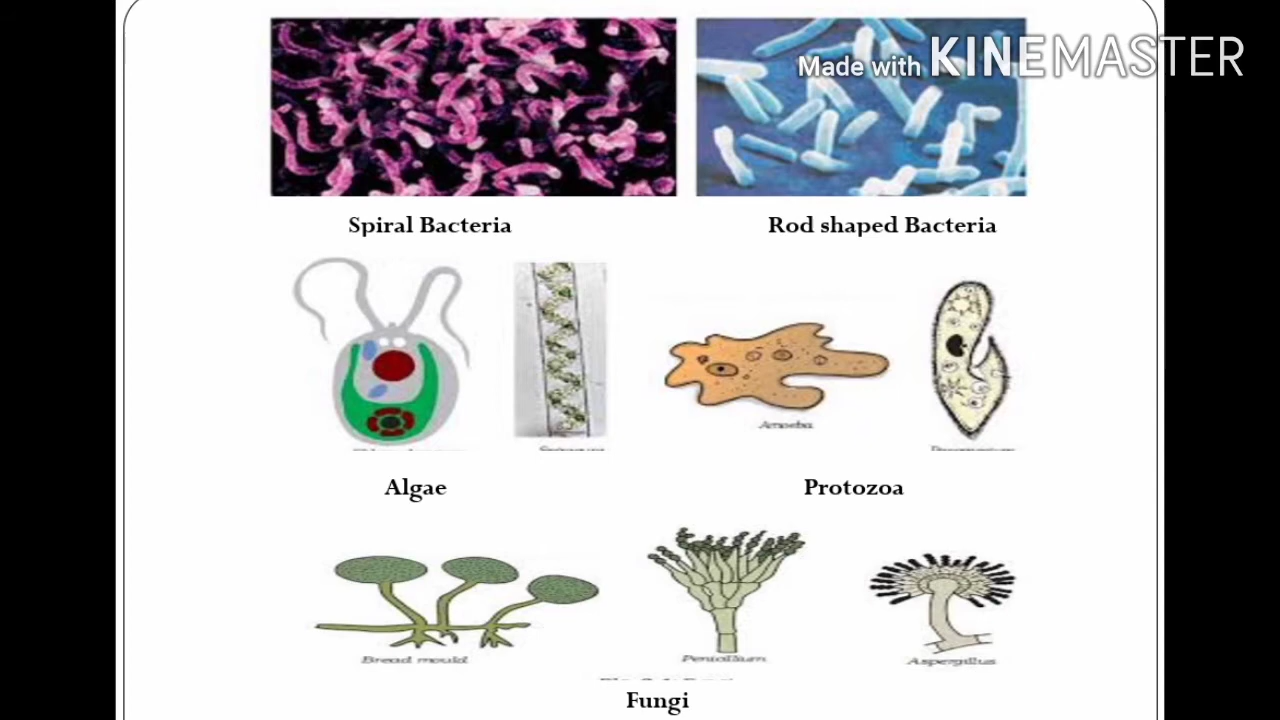 Made with KINEMASTER
Spiral Bacteria
Rod shaped Bacteria
Amoeba
Algae
Protozoa
Bread mould
Penicillium
Aspergillus
Fungi